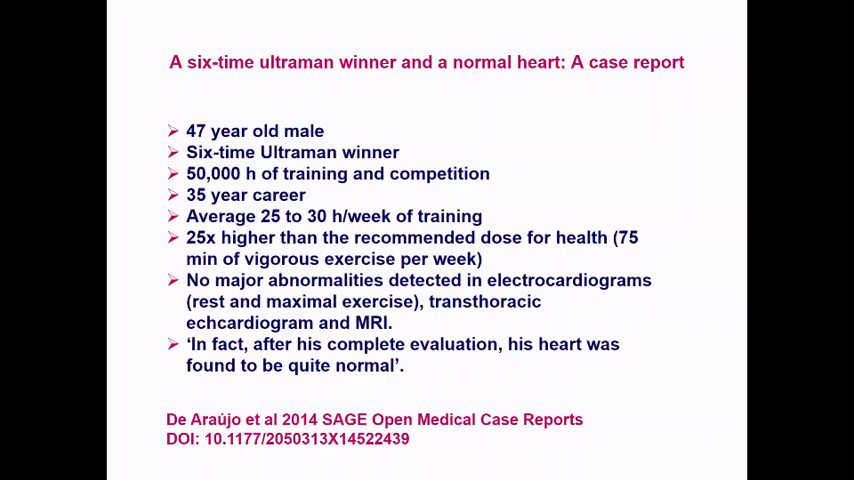 A six-time ultraman winner and a normal heart: A case report
➢ 47 year old male
➢ Six-time Ultraman winner
➢ 50,000 h of training and competition
➢ 35 year career
➢ Average 25 to 30 h/week of training
➢ 25x higher than the recommended dose for health (75
min of vigorous exercise per week)
➢ No major abnormalities detected in electrocardiograms
(rest and maximal exercise), transthoracic
echcardiogram and MRI.
➢ ‘In fact, after his complete evaluation, his heart was
found to be quite normal’.
De Araújo et al 2014 SAGE Open Medical Case Reports
DOI: 10.1177/2050313X14522439